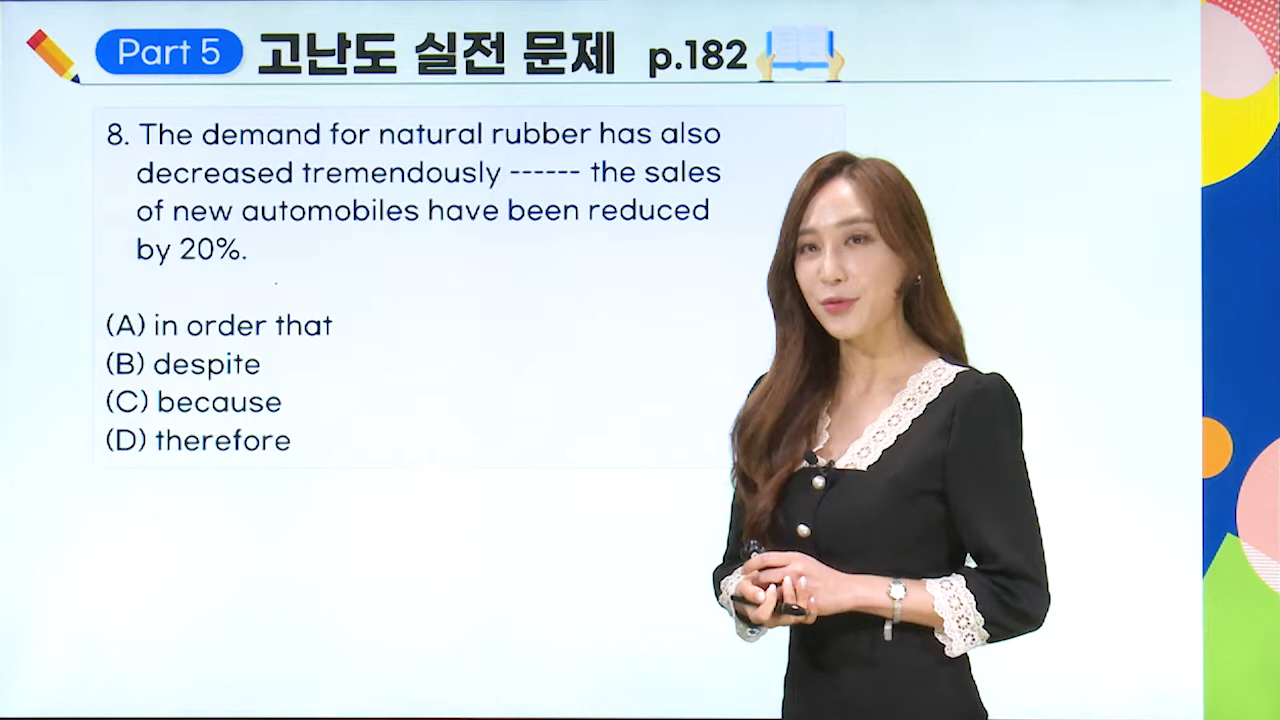 Part 5 고난도 실전 문제 p.182
8. The demand for natural rubber has also
decreased tremendously ------ the sales
of new automobiles have been reduced
by 20%.
(A) in order that
(B) despite
(C) because
(D) therefore